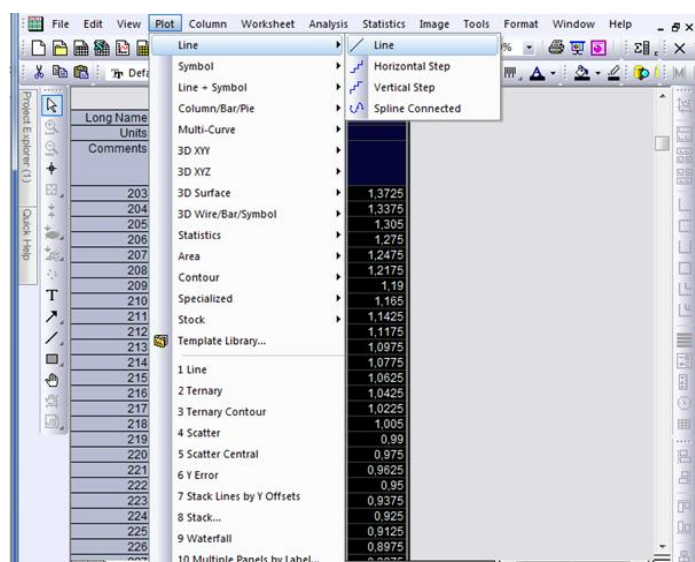 File Edit View Plot Column Worksheet Analysis Statistics Image Tools Format Window Help
Line
Symbol
Line + Symbol
Column/Bar/Pie
Multi-Curve
3D XYY
3D XYZ
3D Surface
3D Wire/Bar/Symbol
Statistics
Area
Contour
Specialized
Stock
Template Library...
1 Line
2 Ternary
3 Ternary Contour
4 Scatter
5 Scatter Central
6 Y Error
7 Stack Lines by Y Offsets
8 Stack...
9 Waterfall
10 Multiple Panels by Label...
Line
Horizontal Step
Vertical Step
Spline Connected
Project Explorer (1)
Quick Help
Long Name
Units
Comments
203 1,3725
204 1,3375
205 1,305
206 1,275
207 1,2475
208 1,2175
209 1,19
210 1,165
211 1,1425
212 1,1175
213 1,0975
214 1,0775
215 1,0625
216 1,0425
217 1,0225
218 1,005
219 0,99
220 0,975
221 0,9625
222 0,95
223 0,9375
224 0,925
225 0,9125
226 0,8975